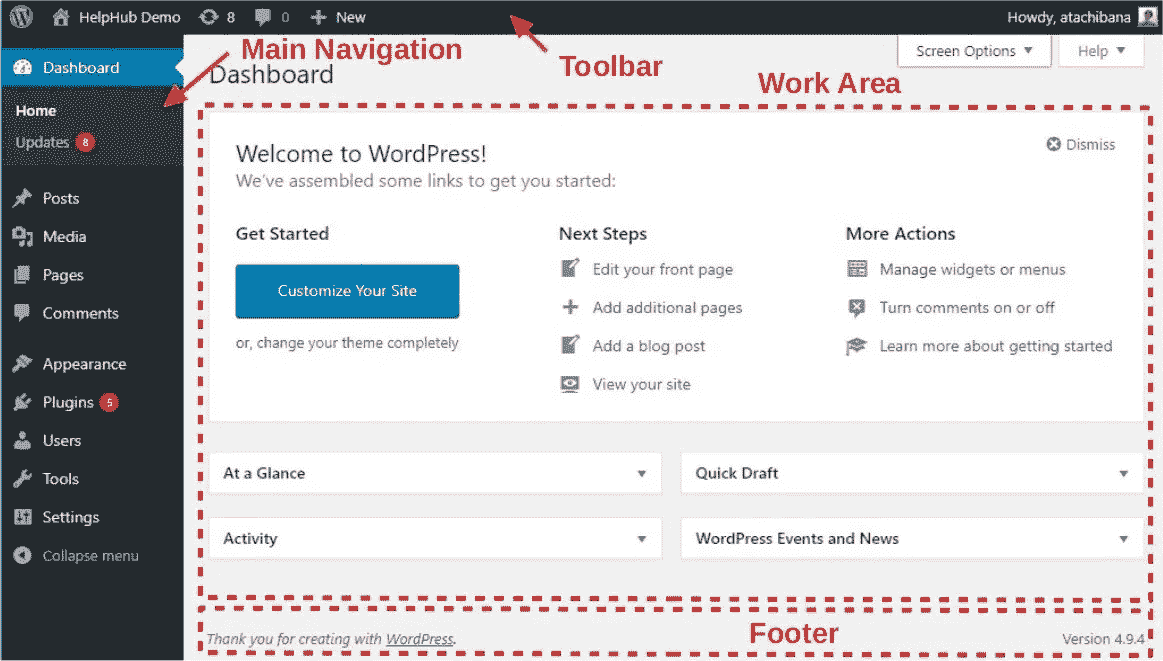 HelpHub Demo 8 0 New Howdy, atachibana
Main Navigation
Toolbar
Screen Options Help
Dashboard
Dashboard
Work Area
Home
Updates 8
Posts
Media
Pages
Comments
Appearance
Plugins 5
Users
Tools
Settings
Collapse menu
Welcome to WordPress!
Dismiss
We've assembled some links to get you started:
Get Started
Customize Your Site
or, change your theme completely
Next Steps
Edit your front page
Add additional pages
Add a blog post
View your site
More Actions
Manage widgets or menus
Turn comments on or off
Learn more about getting started
At a Glance
Quick Draft
Activity
WordPress Events and News
Thank you for creating with WordPress.
Footer
Version 4.9.4